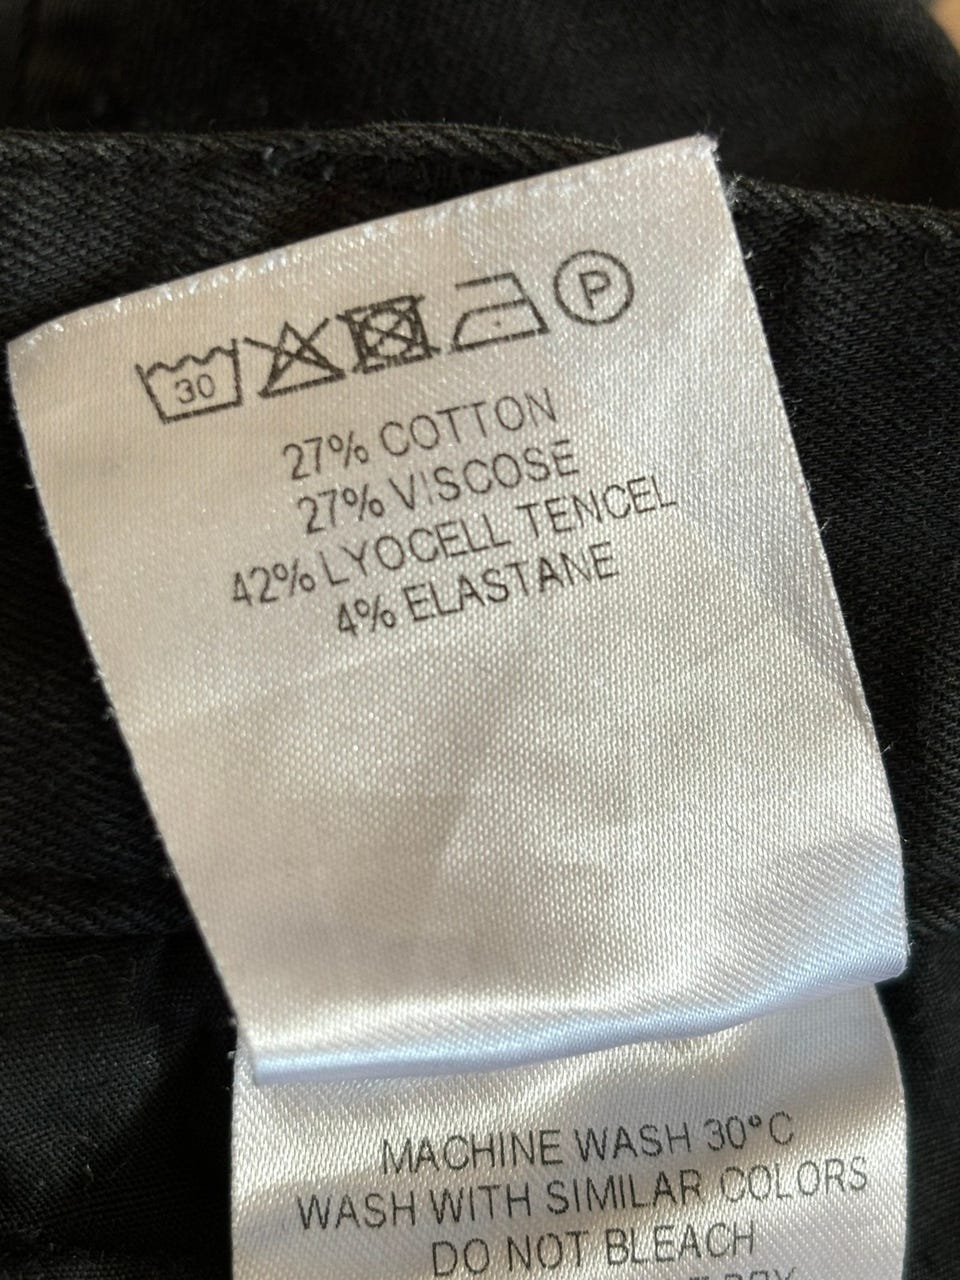 30
P
27% COTTON
27% VISCOSE
42% LYOCELL TENCEL
4% ELASTANE
MACHINE WASH 30°C
WASH WITH SIMILAR COLORS
DO NOT BLEACH